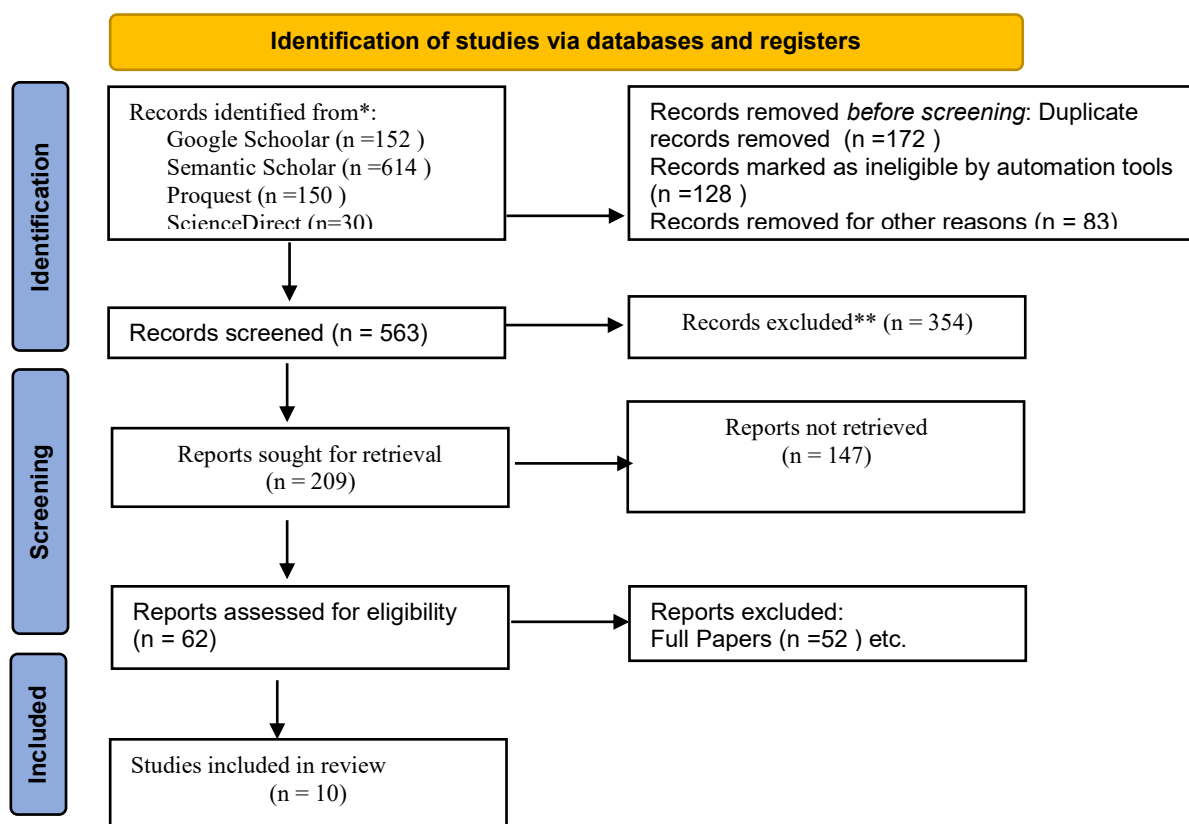 Identification of studies via databases and registers
Identification
Records identified from*:
Google Schoolar (n =152 )
Semantic Scholar (n =614 )
Proquest (n =150 )
ScienceDirect (n=30)
Records removed before screening: Duplicate
records removed (n =172 )
Records marked as ineligible by automation tools
(n =128 )
Records removed for other reasons (n = 83)
Records screened (n = 563)
Records excluded** (n = 354)
Screening
Reports sought for retrieval
(n = 209)
Reports not retrieved
(n = 147)
Reports assessed for eligibility
(n = 62)
Reports excluded:
Full Papers (n =52 ) etc.
Included
Studies included in review
(n = 10)